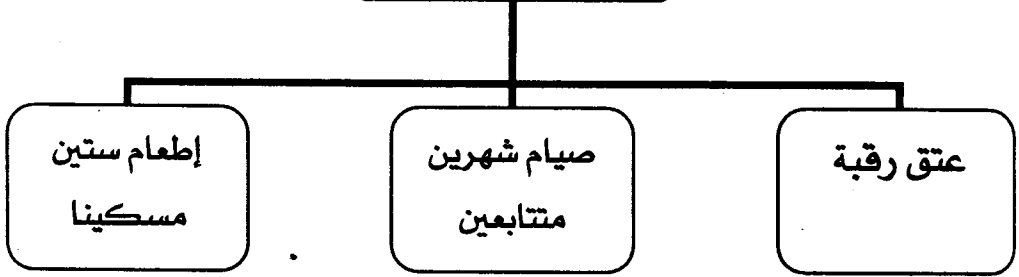 عتق رقبة
صيام شهرين
متتابعين
إطعام ستين
مسكينا